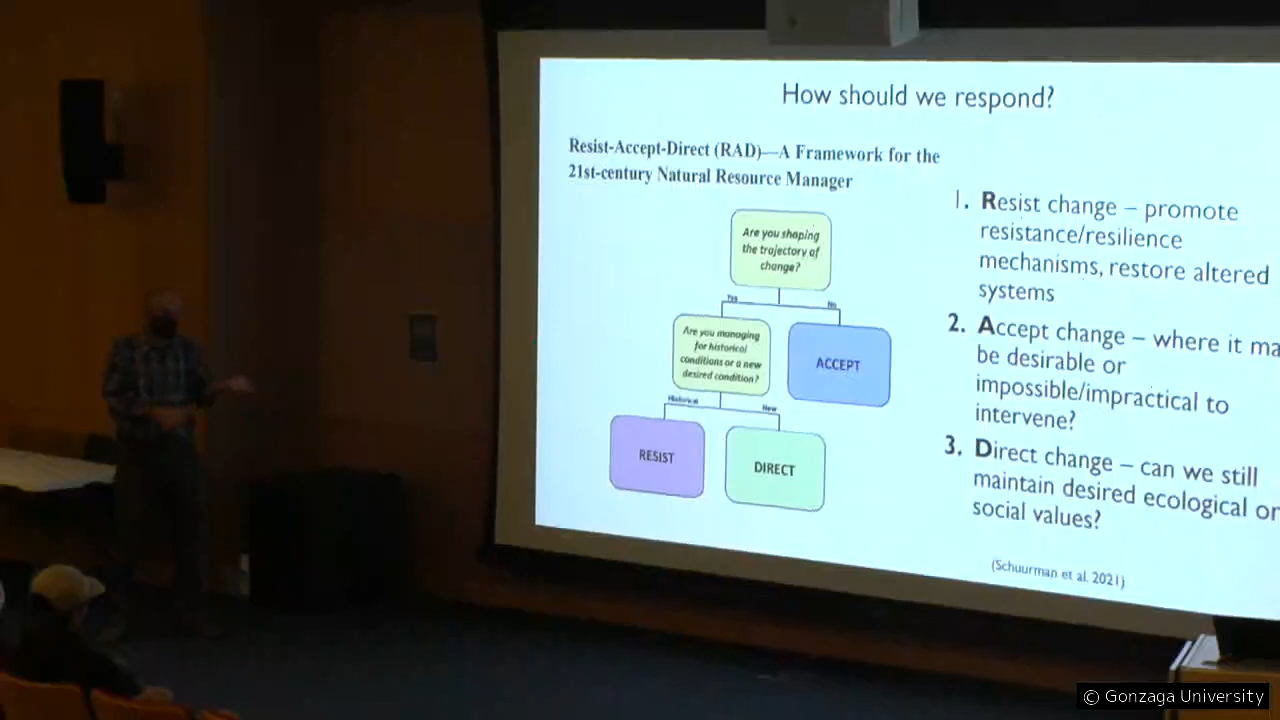 How should we respond?
Resist-Accept-Direct (RAD)—A Framework for the
21st-century Natural Resource Manager
Are you shaping
the trajectory of
change?
Yes
No
Are you managing
for historical
conditions or a new
desired condition?
ACCEPT
Historical
New
RESIST
DIRECT
1. Resist change – promote
resistance/resilience
mechanisms, restore altered
systems
2. Accept change – where it ma
be desirable or
impossible/impractical to
intervene?
3. Direct change – can we still
maintain desired ecological or
social values?
(Schuurman et al. 2021)
© Gonzaga University